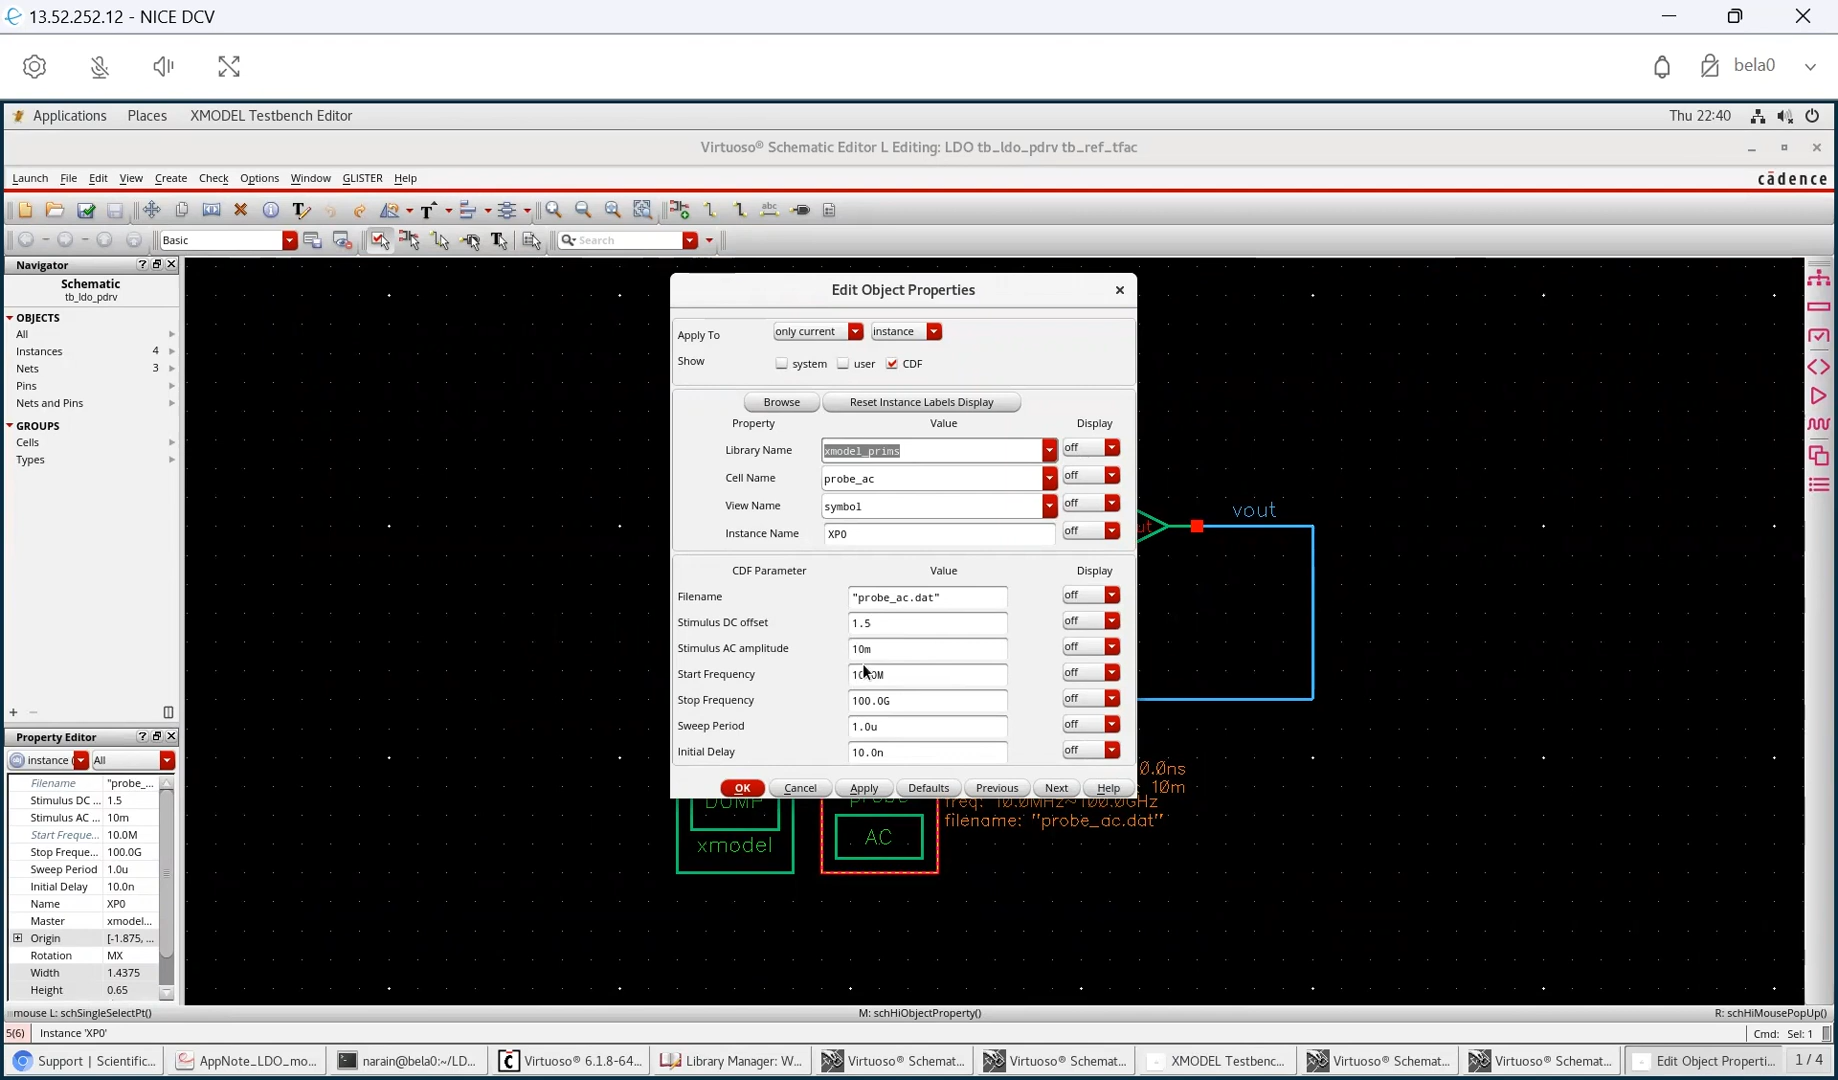 13.52.252.12 - NICE DCV
bela0
Applications Places XMODEL Testbench Editor Thu 22:40
Virtuoso® Schematic Editor L Editing: LDO tb_ldo_pdrv tb_ref_tfac
Launch File Edit View Create Check Options Window GLISTER Help cādence
abc
Basic Search
Navigator
Schematic
tb_ldo_pdrv
OBJECTS
All
Instances 4
Nets 3
Pins
Nets and Pins
GROUPS
Cells
Types
Property Editor
instance All
Filename "probe_...
Stimulus DC ... 1.5
Stimulus AC ... 10m
Start Freque... 10.0M
Stop Freque... 100.0G
Sweep Period 1.0u
Initial Delay 10.0n
Name XP0
Master xmodel...
Origin [-1.875, ...
Rotation MX
Width 1.4375
Height 0.65
Edit Object Properties
Apply To only current instance
Show system user CDF
Browse Reset Instance Labels Display
Property Value Display
Library Name xmodel_prims off
Cell Name probe_ac off
View Name symbol off
Instance Name XP0 off
CDF Parameter Value Display
Filename "probe_ac.dat" off
Stimulus DC offset 1.5 off
Stimulus AC amplitude 10m off
Start Frequency off
Stop Frequency 100.0G off
Sweep Period 1.0u off
Initial Delay 10.0n off
OK Cancel Apply Defaults Previous Next Help
vout
0.0ns
10m
freq: 10.0MHz~100.0GHz
filename: "probe_ac.dat"
DUMP
xmodel
probe
AC
mouse L: schSingleSelectPt() M: schHiObjectProperty() R: schHiMousePopUp()
5(6) Instance 'XP0' Cmd: Sel: 1
Support | Scientific... AppNote_LDO_mo... narain@bela0:~/LD... Virtuoso® 6.1.8-64... Library Manager: W... Virtuoso® Schemat... Virtuoso® Schemat... XMODEL Testbenc... Virtuoso® Schemat... Virtuoso® Schemat... Edit Object Properti... 1 / 4